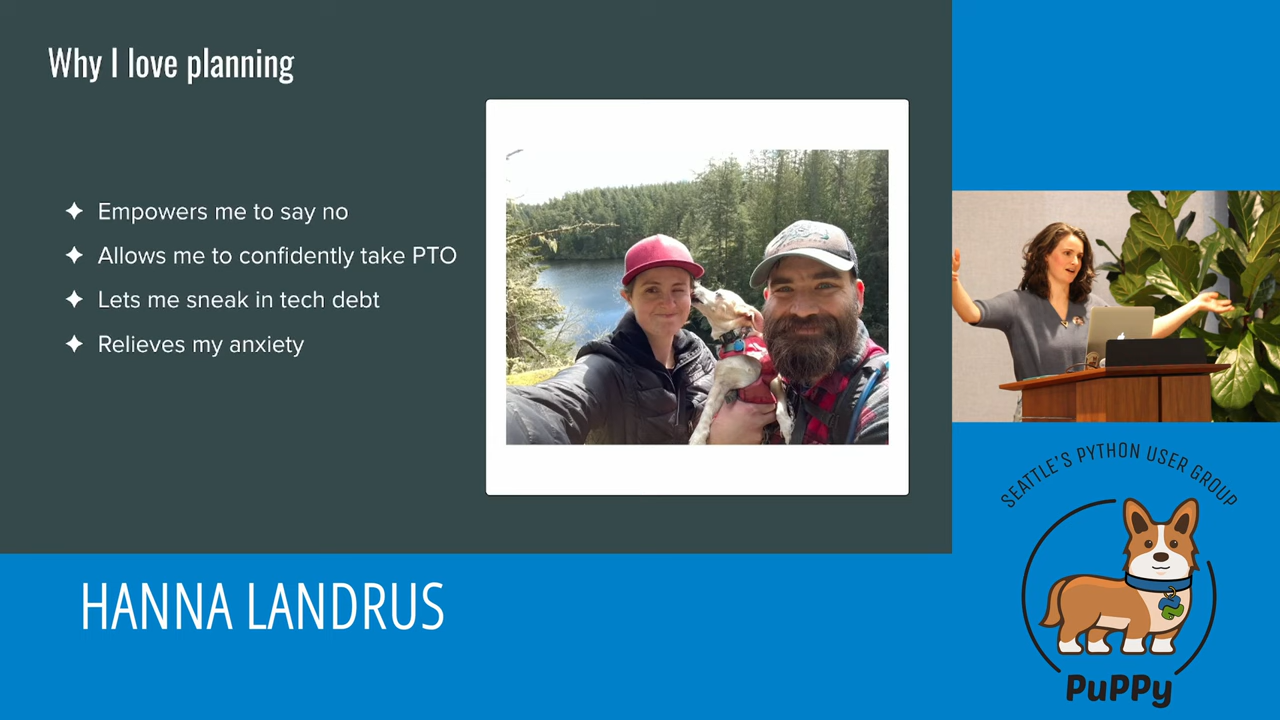 Why I love planning
✦ Empowers me to say no
✦ Allows me to confidently take PTO
✦ Lets me sneak in tech debt
✦ Relieves my anxiety
HANNA LANDRUS
SEATTLE'S PYTHON USER GROUP
PuPPy